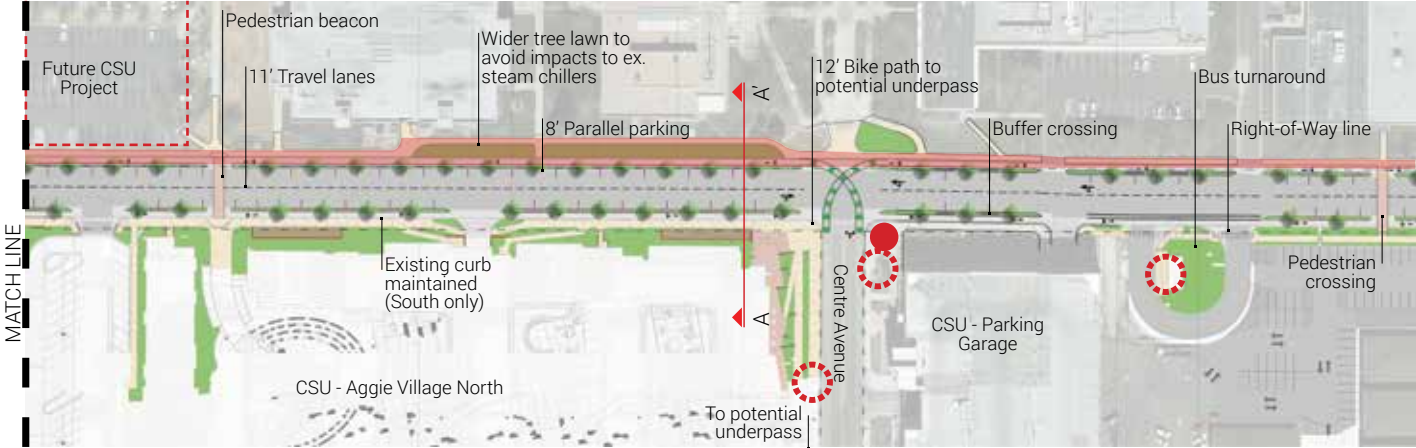 Pedestrian beacon
Future CSU
Project
11' Travel lanes
Wider tree lawn to
avoid impacts to ex.
steam chillers
8' Parallel parking
A'
12' Bike path to
potential underpass
Bus turnaround
Buffer crossing
Right-of-Way line
MATCH LINE
Existing curb
maintained
(South only)
A
Centre Avenue
CSU - Parking
Garage
Pedestrian
crossing
CSU - Aggie Village North
To potential
underpass